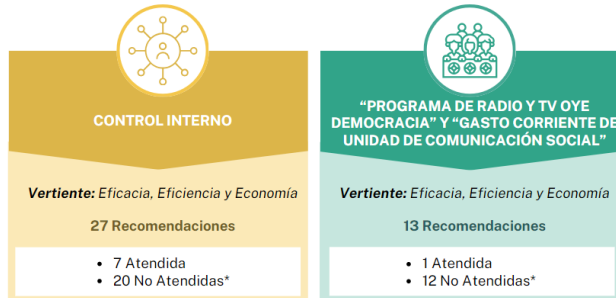 CONTROL INTERNO
Vertiente: Eficacia, Eficiencia y Economía
27 Recomendaciones
• 7 Atendida
• 20 No Atendidas*
“PROGRAMA DE RADIO Y TV OYE
DEMOCRACIA” Y “GASTO CORRIENTE DE
UNIDAD DE COMUNICACIÓN SOCIAL”
Vertiente: Eficacia, Eficiencia y Economía
13 Recomendaciones
• 1 Atendida
• 12 No Atendidas*